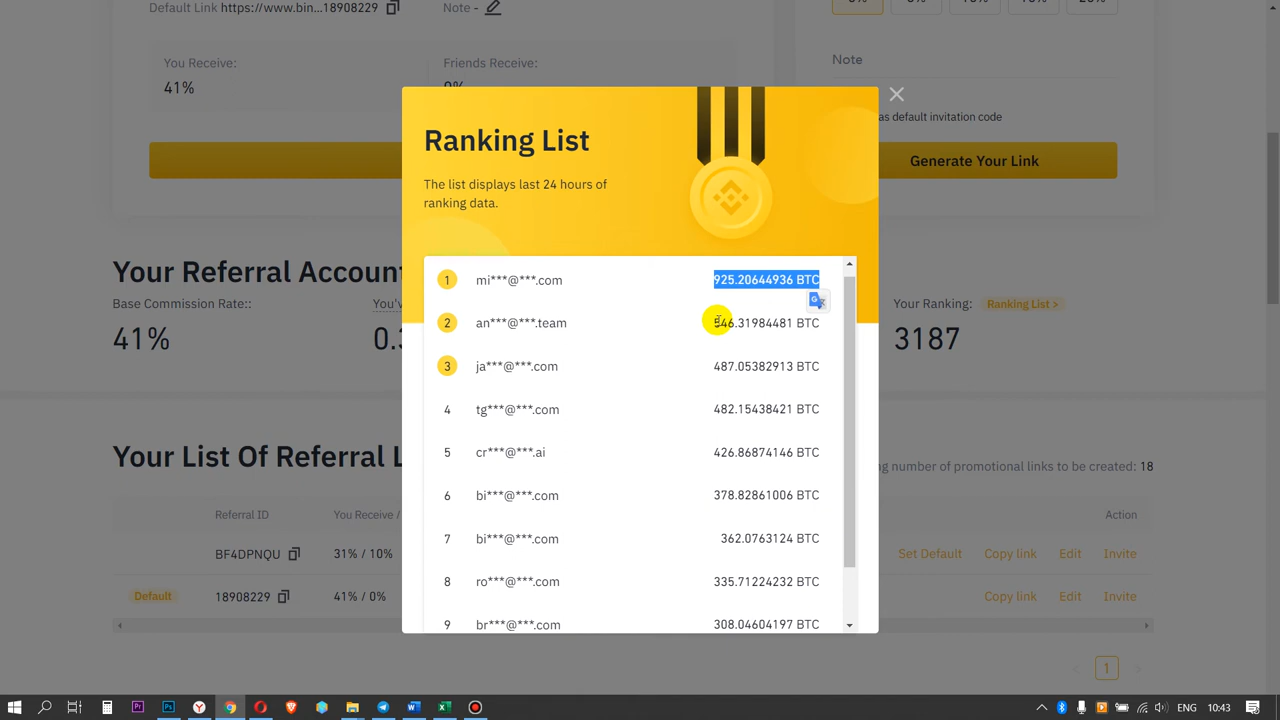 Default Link https://www.bin...18908229
Note -
You Receive:
Friends Receive:
41%
0%
Note
as default invitation code
Generate Your Link
Ranking List
The list displays last 24 hours of
ranking data.
1 mi***@***.com 925.20644936 BTC
2 an***@***.team 546.31984481 BTC
3 ja***@***.com 487.05382913 BTC
4 tg***@***.com 482.15438421 BTC
5 cr***@***.ai 426.86874146 BTC
6 bi***@***.com 378.82861006 BTC
7 bi***@***.com 362.0763124 BTC
8 ro***@***.com 335.71224232 BTC
9 br***@***.com 308.04604197 BTC
Your Referral Account
Base Commission Rate::
You'v
Your Ranking:
Ranking List >
41%
0.
3187
Your List Of Referral L
number of promotional links to be created: 18
Referral ID
You Receive /
Action
BF4DPNQU 31% / 10% Set Default Copy link Edit Invite
Default 18908229 41% / 0% Copy link Edit Invite
1
ENG 10:43